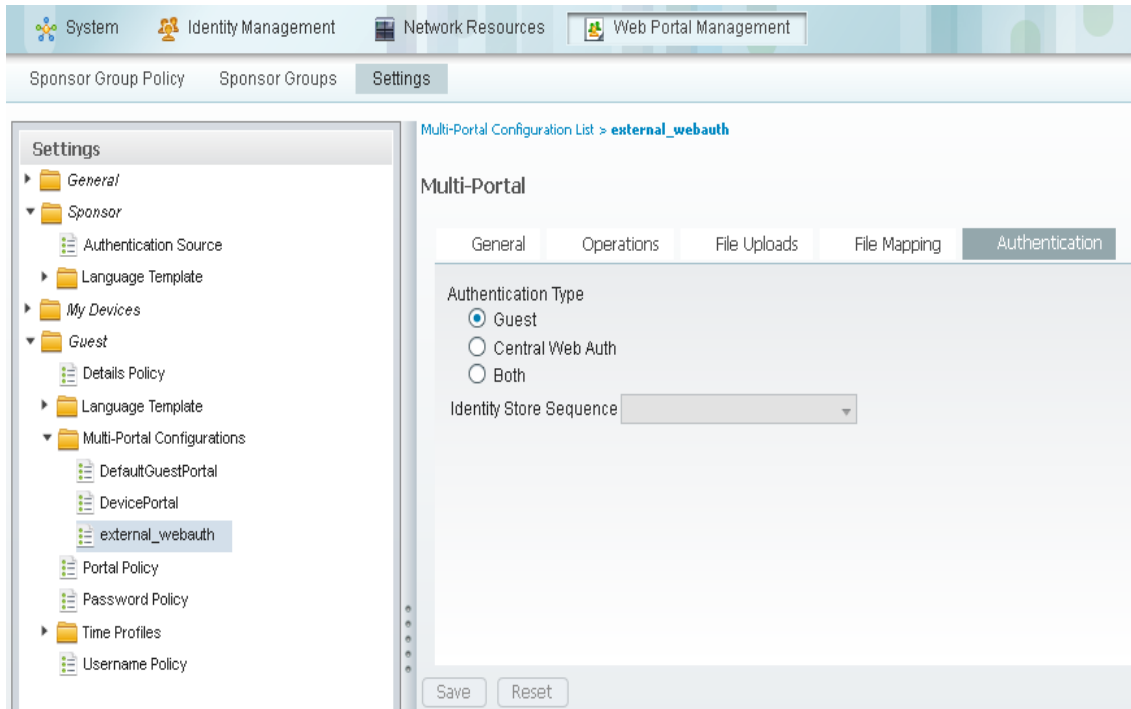 System Identity Management Network Resources Web Portal Management
Sponsor Group Policy Sponsor Groups Settings
Settings
General
Sponsor
Authentication Source
Language Template
My Devices
Guest
Details Policy
Language Template
Multi-Portal Configurations
DefaultGuestPortal
DevicePortal
external_webauth
Portal Policy
Password Policy
Time Profiles
Username Policy
Multi-Portal Configuration List > external_webauth
Multi-Portal
General Operations File Uploads File Mapping Authentication
Authentication Type
Guest
Central Web Auth
Both
Identity Store Sequence
Save Reset